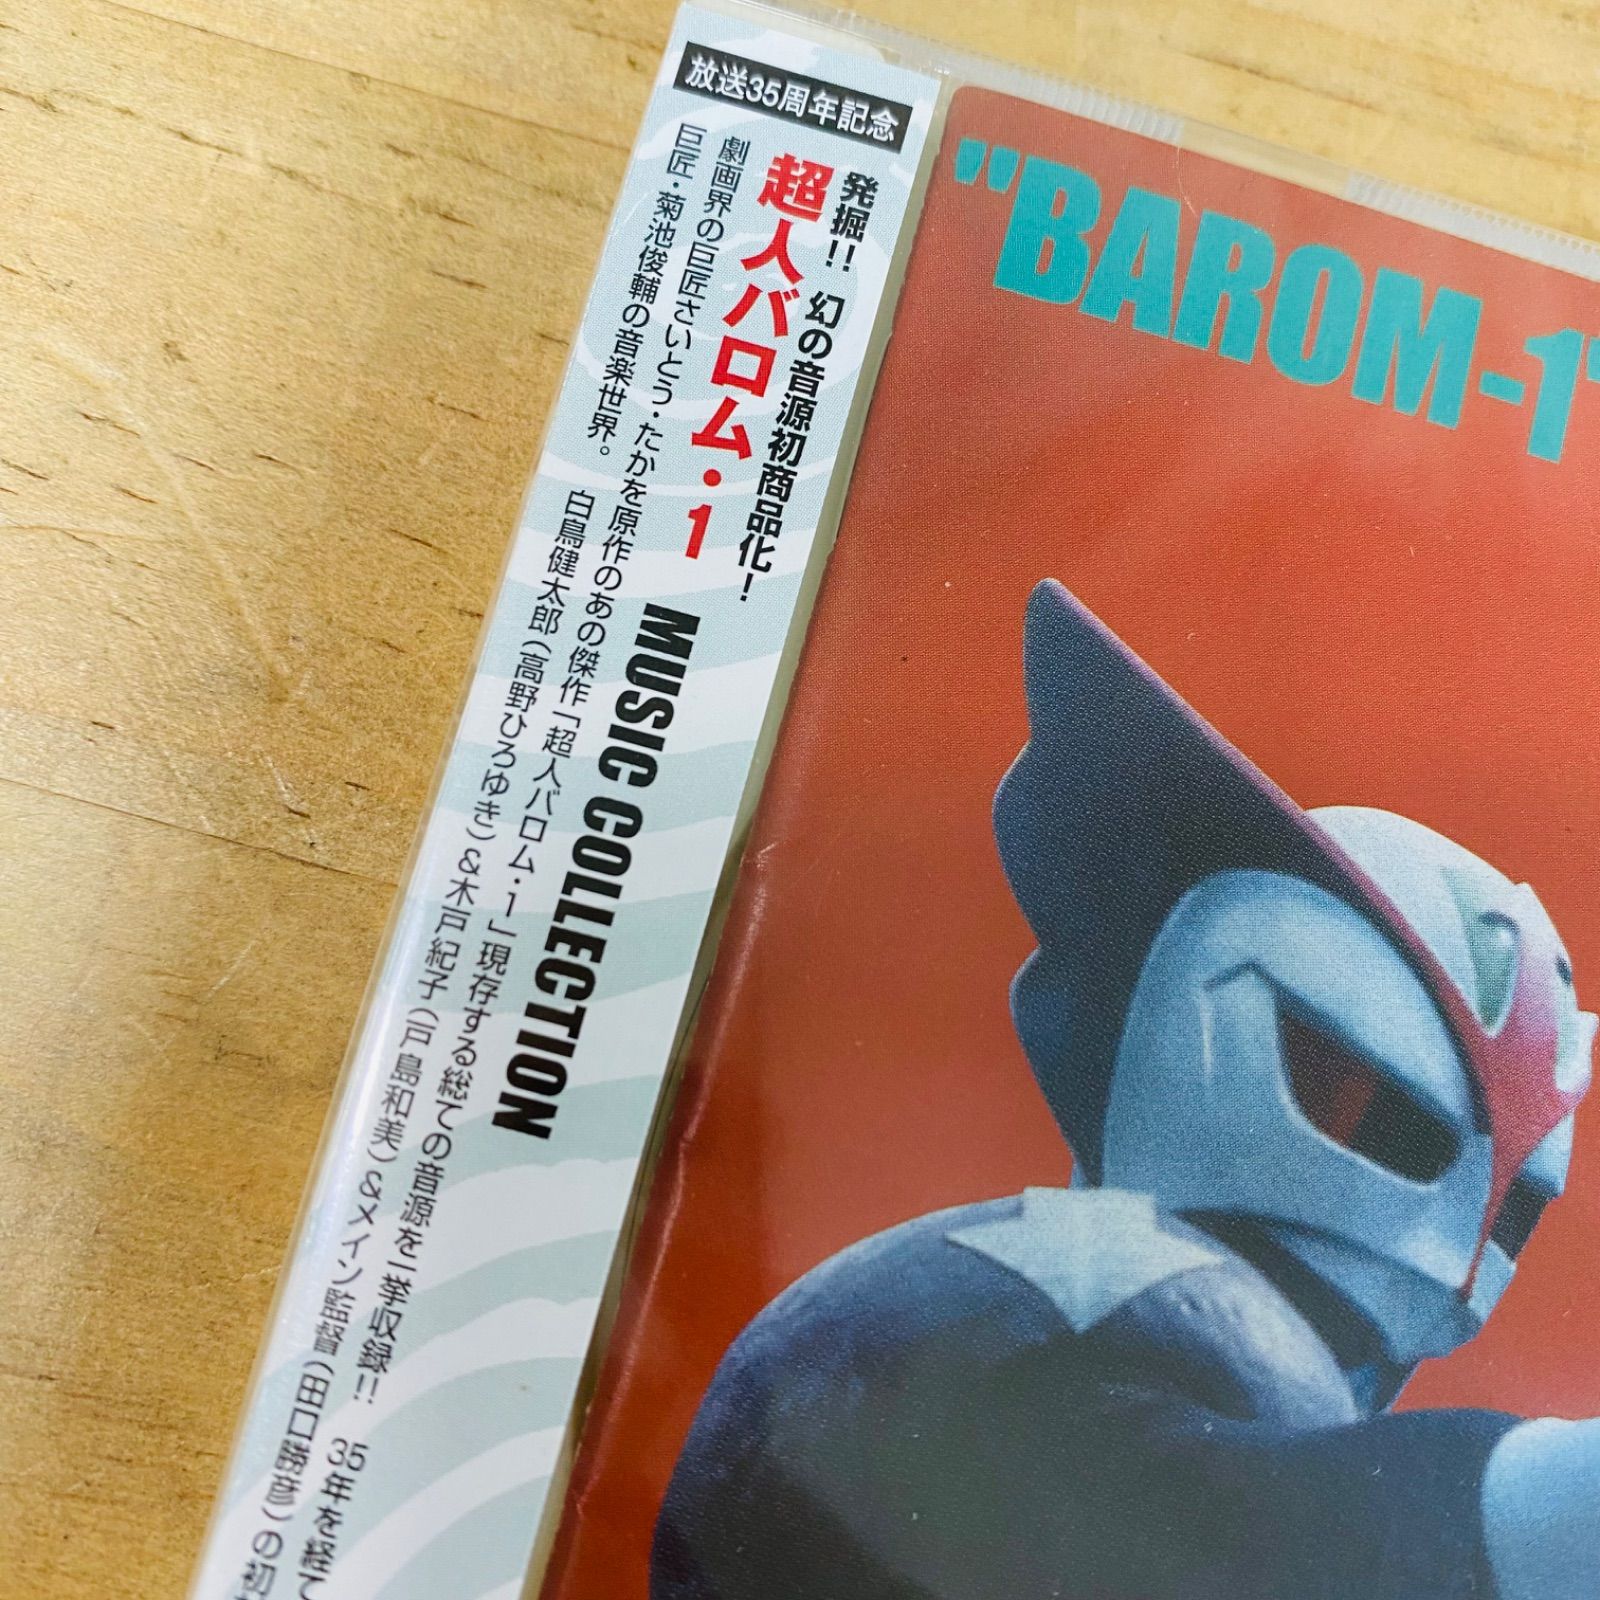 放送35周年記念
発掘!! 幻の音源初商品化!
超人バロム・1 MUSIC COLLECTION
劇画界の巨匠さいとう・たかを原作のあの傑作「超人バロム・1」現存する総ての音源を一挙収録!! 35年を経て
巨匠・菊池俊輔の音楽世界。 白鳥健太郎(高野ひろゆき)&木戸紀子(戸島和美)&メイン監督(田口勝彦)の初
"BAROM-1"